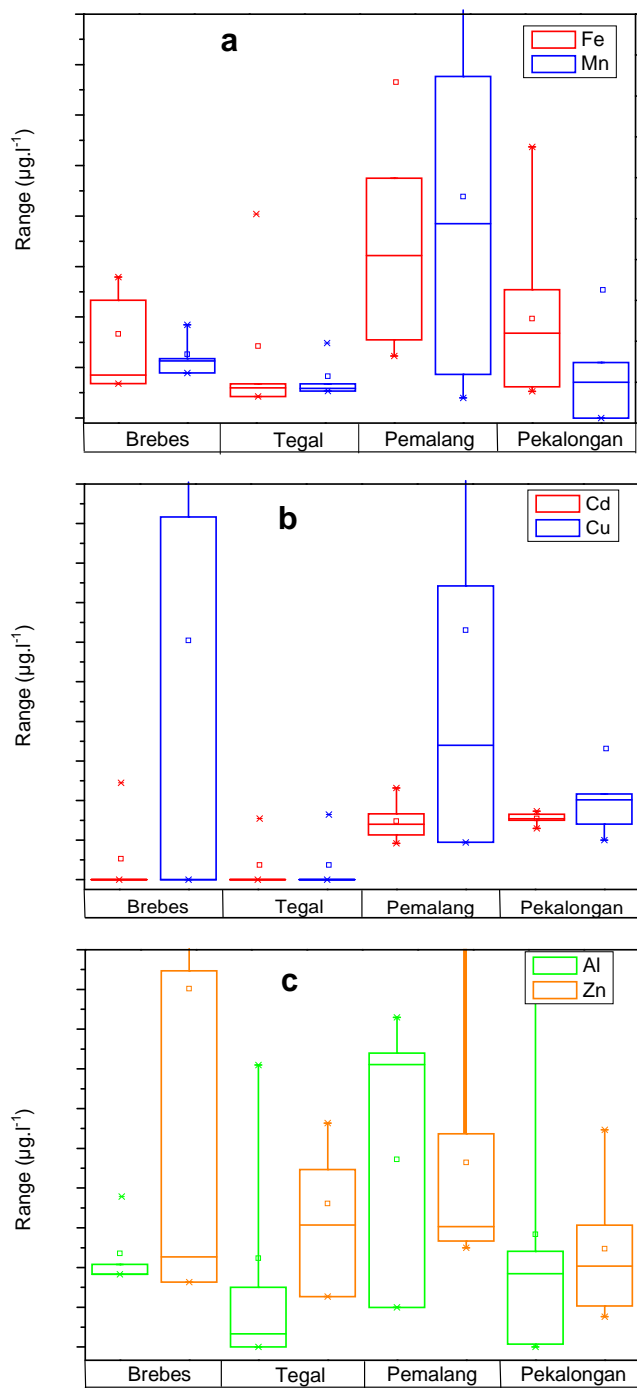 a
Fe
Mn
Range (µg.l-1)
Brebes Tegal Pemalang Pekalongan
b
Cd
Cu
Range (µg.l-1)
Brebes Tegal Pemalang Pekalongan
c
Al
Zn
Range (µg.l-1)
Brebes Tegal Pemalang Pekalongan